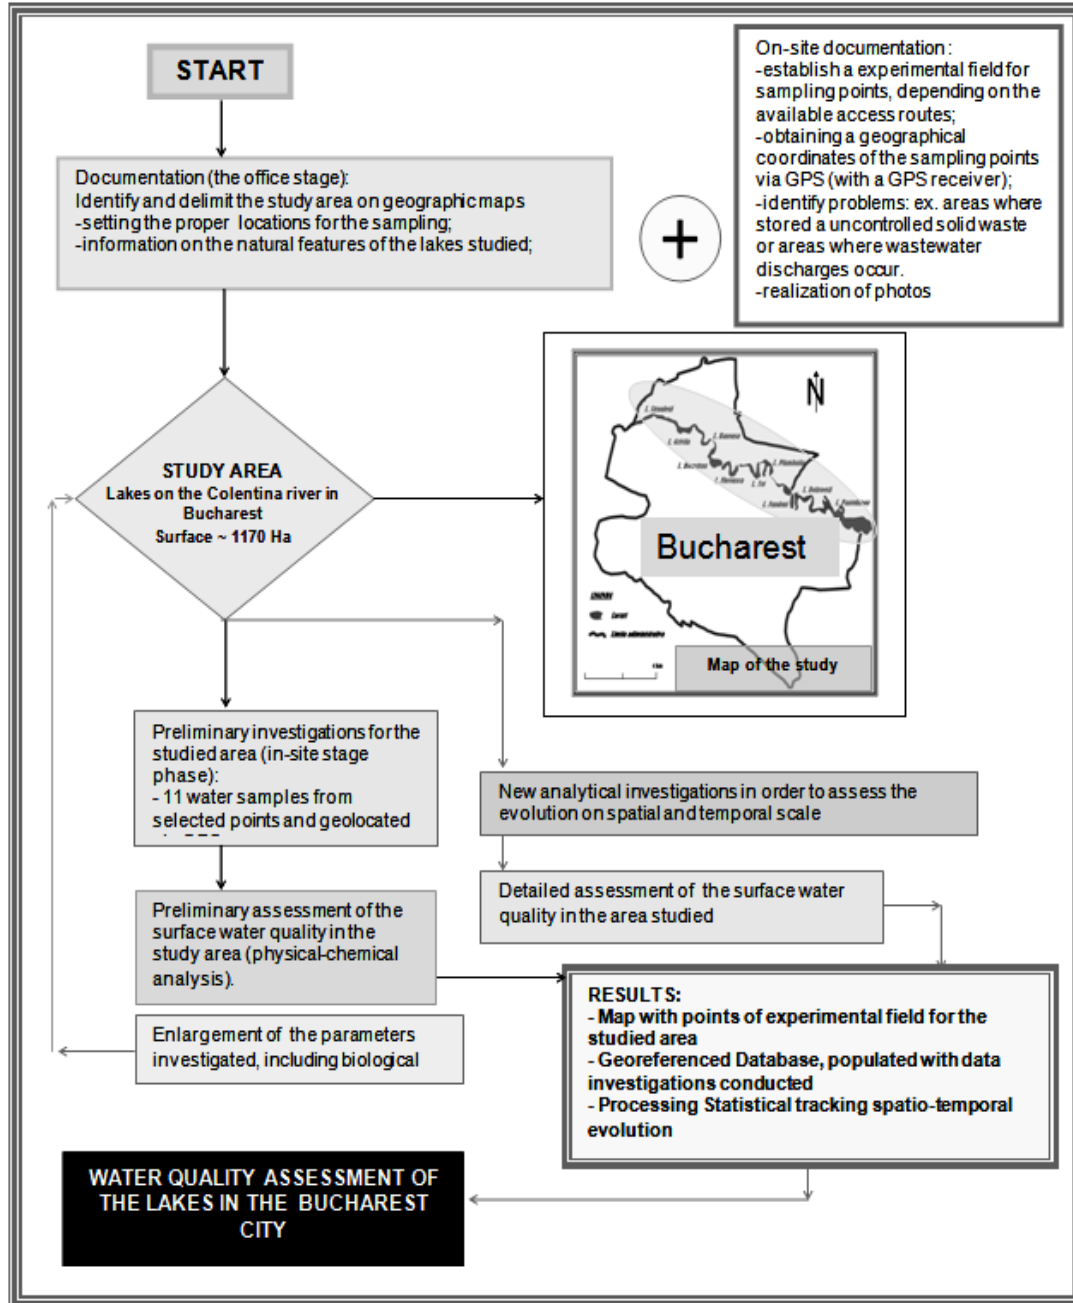 START
On-site documentation :
-establish a experimental field for
sampling points, depending on the
available access routes;
-obtaining a geographical
coordinates of the sampling points
via GPS (with a GPS receiver);
-identify problems: ex. areas where
stored a uncontrolled solid waste
or areas where wastewater
discharges occur.
-realization of photos
Documentation (the office stage):
Identify and delimit the study area on geographic maps
-setting the proper locations for the sampling;
-information on the natural features of the lakes studied;
+
STUDY AREA
Lakes on the Colentina river in
Bucharest
Surface ~ 1170 Ha
N
Bucharest
Map of the study
Preliminary investigations for the
studied area (in-site stage
phase):
- 11 water samples from
selected points and geolocated
New analytical investigations in order to assess the
evolution on spatial and temporal scale
Detailed assessment of the surface water
quality in the area studied
Preliminary assessment of the
surface water quality in the
study area (physical-chemical
analysis).
Enlargement of the parameters
investigated, including biological
RESULTS:
- Map with points of experimental field for the
studied area
- Georeferenced Database, populated with data
investigations conducted
- Processing Statistical tracking spatio-temporal
evolution
WATER QUALITY ASSESSMENT OF
THE LAKES IN THE BUCHAREST
CITY